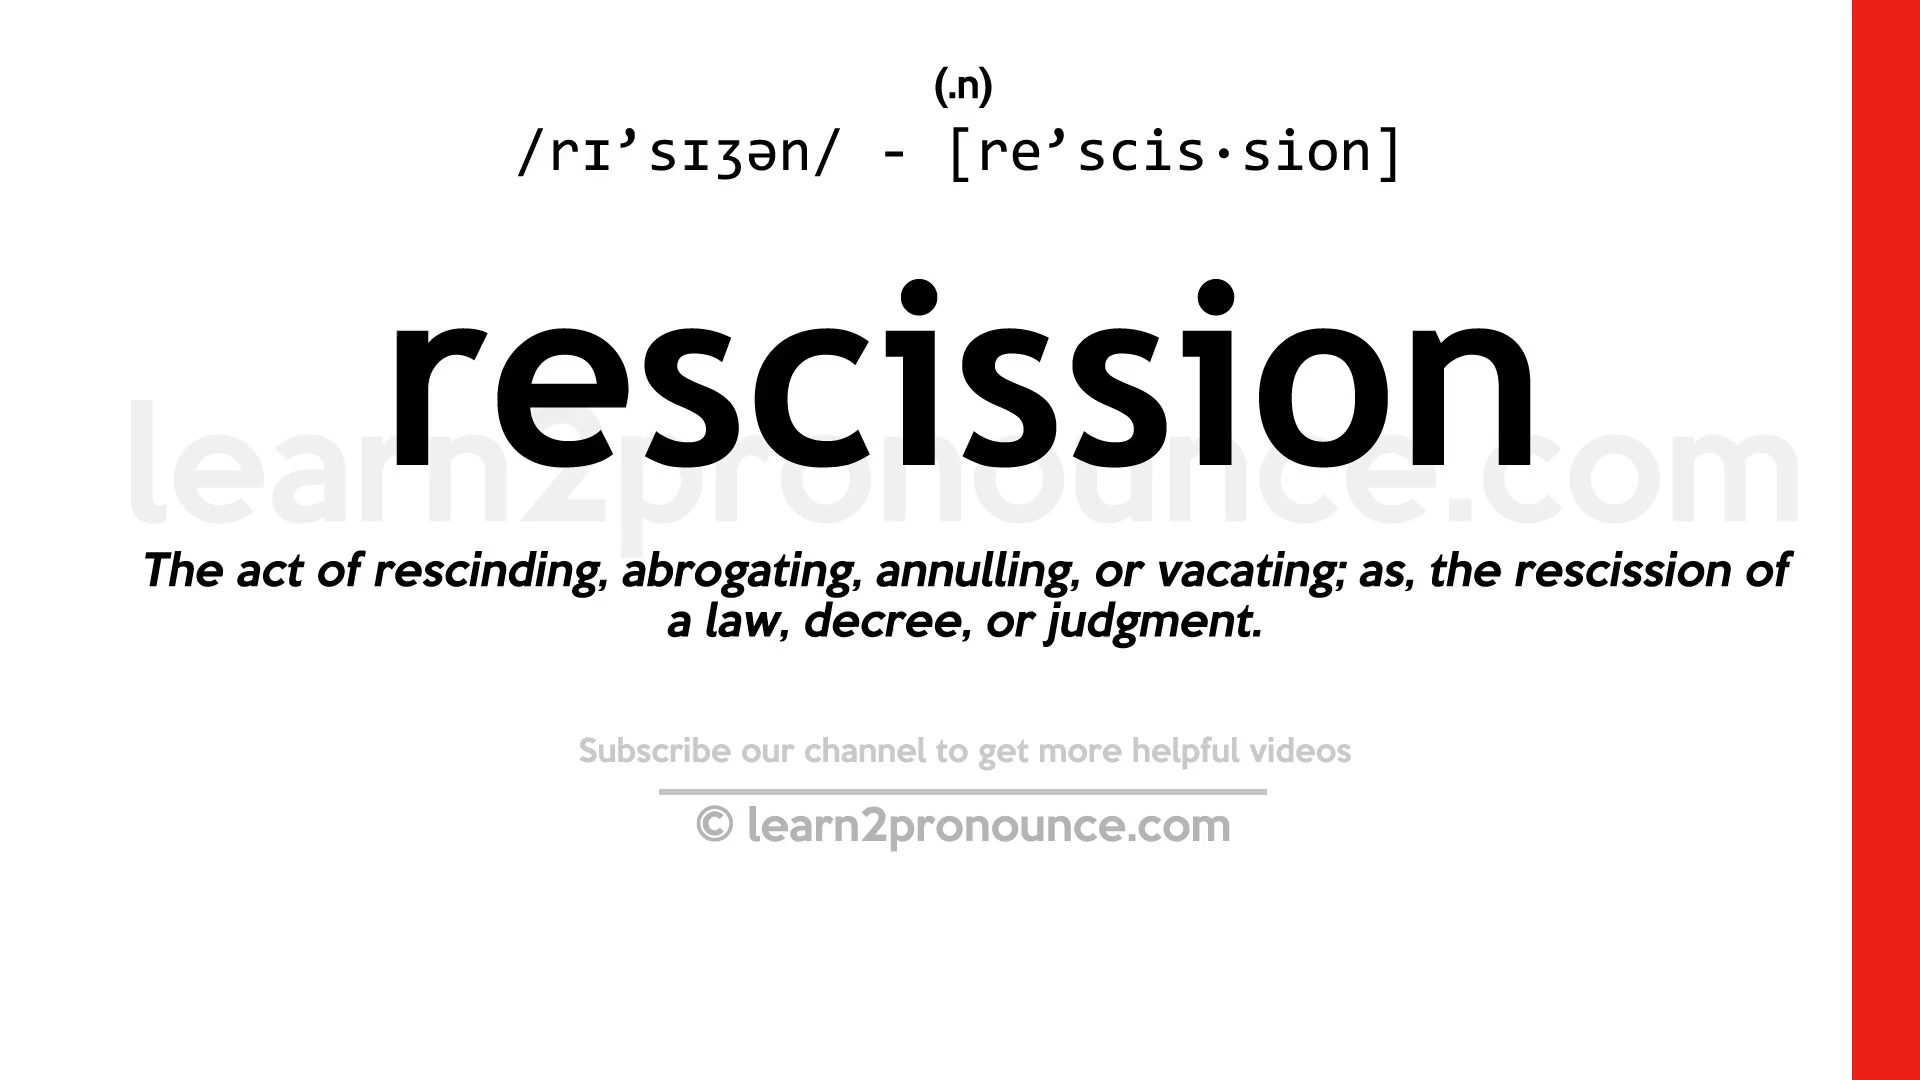 (.n)
/rɪ’sɪʒən/ - [re’scis·sion]
rescission
learn2pronounce.com
The act of rescinding, abrogating, annulling, or vacating; as, the rescission of
a law, decree, or judgment.
Subscribe our channel to get more helpful videos
© learn2pronounce.com